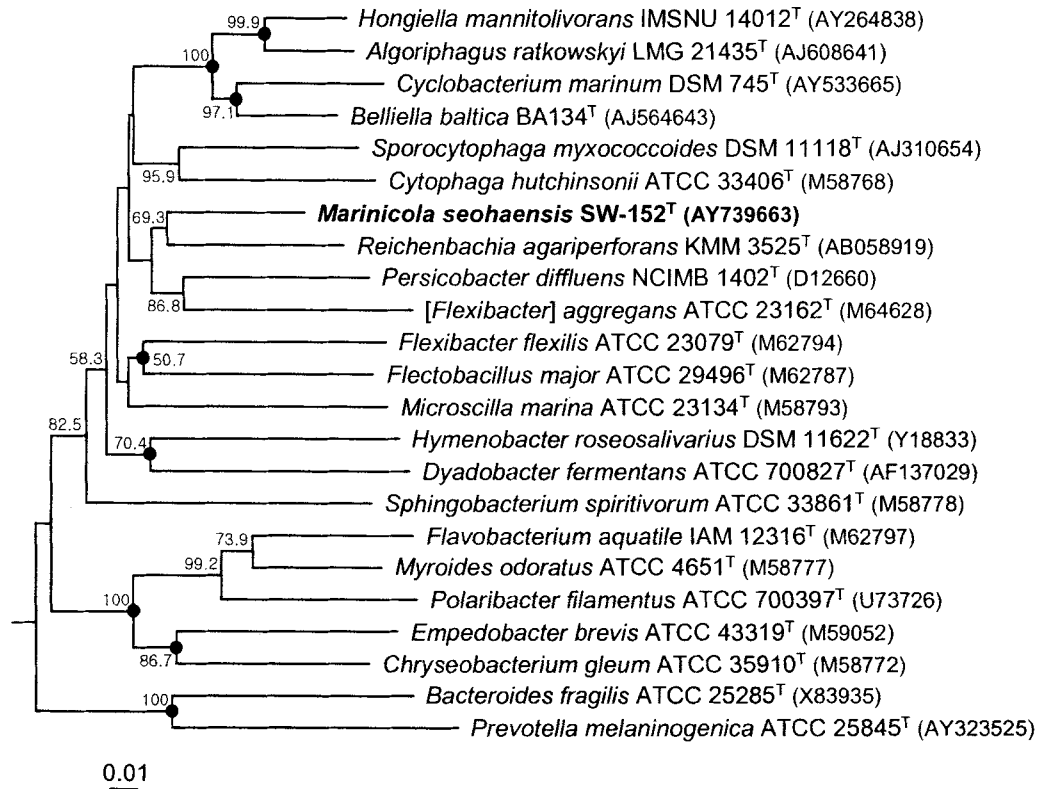 99.9
Hongiella mannitolivorans IMSNU 14012ᵀ (AY264838)
100
Algoriphagus ratkowskyi LMG 21435ᵀ (AJ608641)
Cyclobacterium marinum DSM 745ᵀ (AY533665)
97.1
Belliella baltica BA134ᵀ (AJ564643)
Sporocytophaga myxococcoides DSM 11118ᵀ (AJ310654)
95.9
Cytophaga hutchinsonii ATCC 33406ᵀ (M58768)
69.3
Marinicola seohaensis SW-152ᵀ (AY739663)
Reichenbachia agariperforans KMM 3525ᵀ (AB058919)
Persicobacter diffluens NCIMB 1402ᵀ (D12660)
86.8
[Flexibacter] aggregans ATCC 23162ᵀ (M64628)
Flexibacter flexilis ATCC 23079ᵀ (M62794)
58.3
50.7
Flectobacillus major ATCC 29496ᵀ (M62787)
Microscilla marina ATCC 23134ᵀ (M58793)
82.5
70.4
Hymenobacter roseosalivarius DSM 11622ᵀ (Y18833)
Dyadobacter fermentans ATCC 700827ᵀ (AF137029)
Sphingobacterium spiritivorum ATCC 33861ᵀ (M58778)
73.9
Flavobacterium aquatile IAM 12316ᵀ (M62797)
99.2
Myroides odoratus ATCC 4651ᵀ (M58777)
100
Polaribacter filamentus ATCC 700397ᵀ (U73726)
Empedobacter brevis ATCC 43319ᵀ (M59052)
86.7
Chryseobacterium gleum ATCC 35910ᵀ (M58772)
100
Bacteroides fragilis ATCC 25285ᵀ (X83935)
Prevotella melaninogenica ATCC 25845ᵀ (AY323525)
0.01